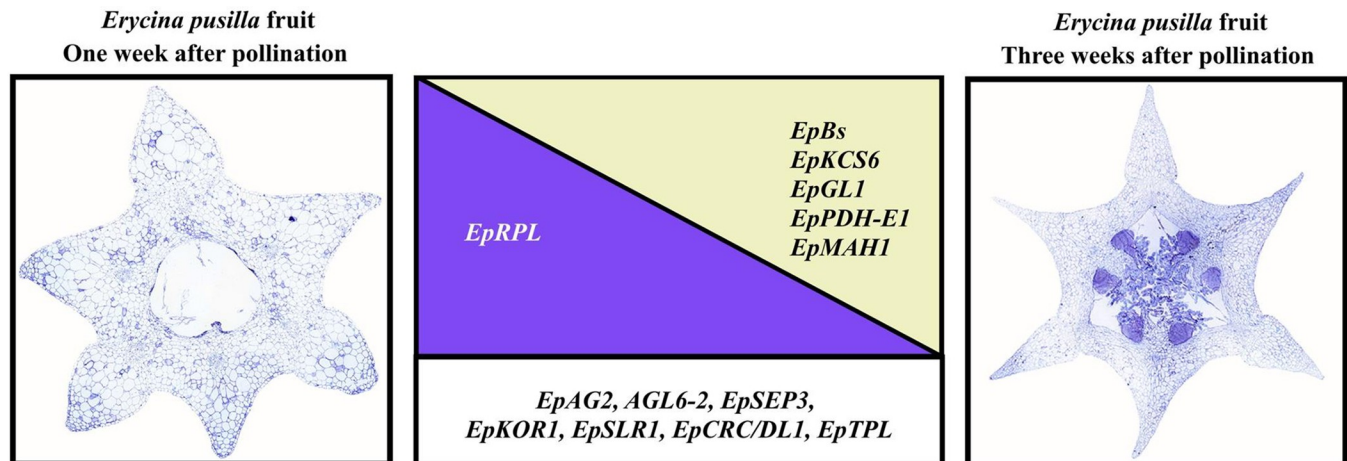 Erycina pusilla fruit
One week after pollination
Erycina pusilla fruit
Three weeks after pollination
EpRPL
EpBs
EpKCS6
EpGL1
EpPDH-E1
EpMAH1
EpAG2, AGL6-2, EpSEP3,
EpKOR1, EpSLR1, EpCRC/DL1, EpTPL